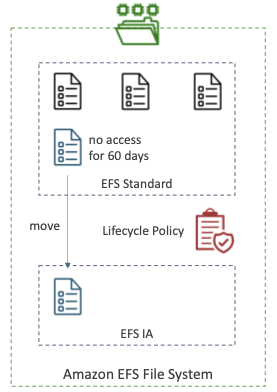 no access
for 60 days
EFS Standard
move
Lifecycle Policy
EFS IA
Amazon EFS File System